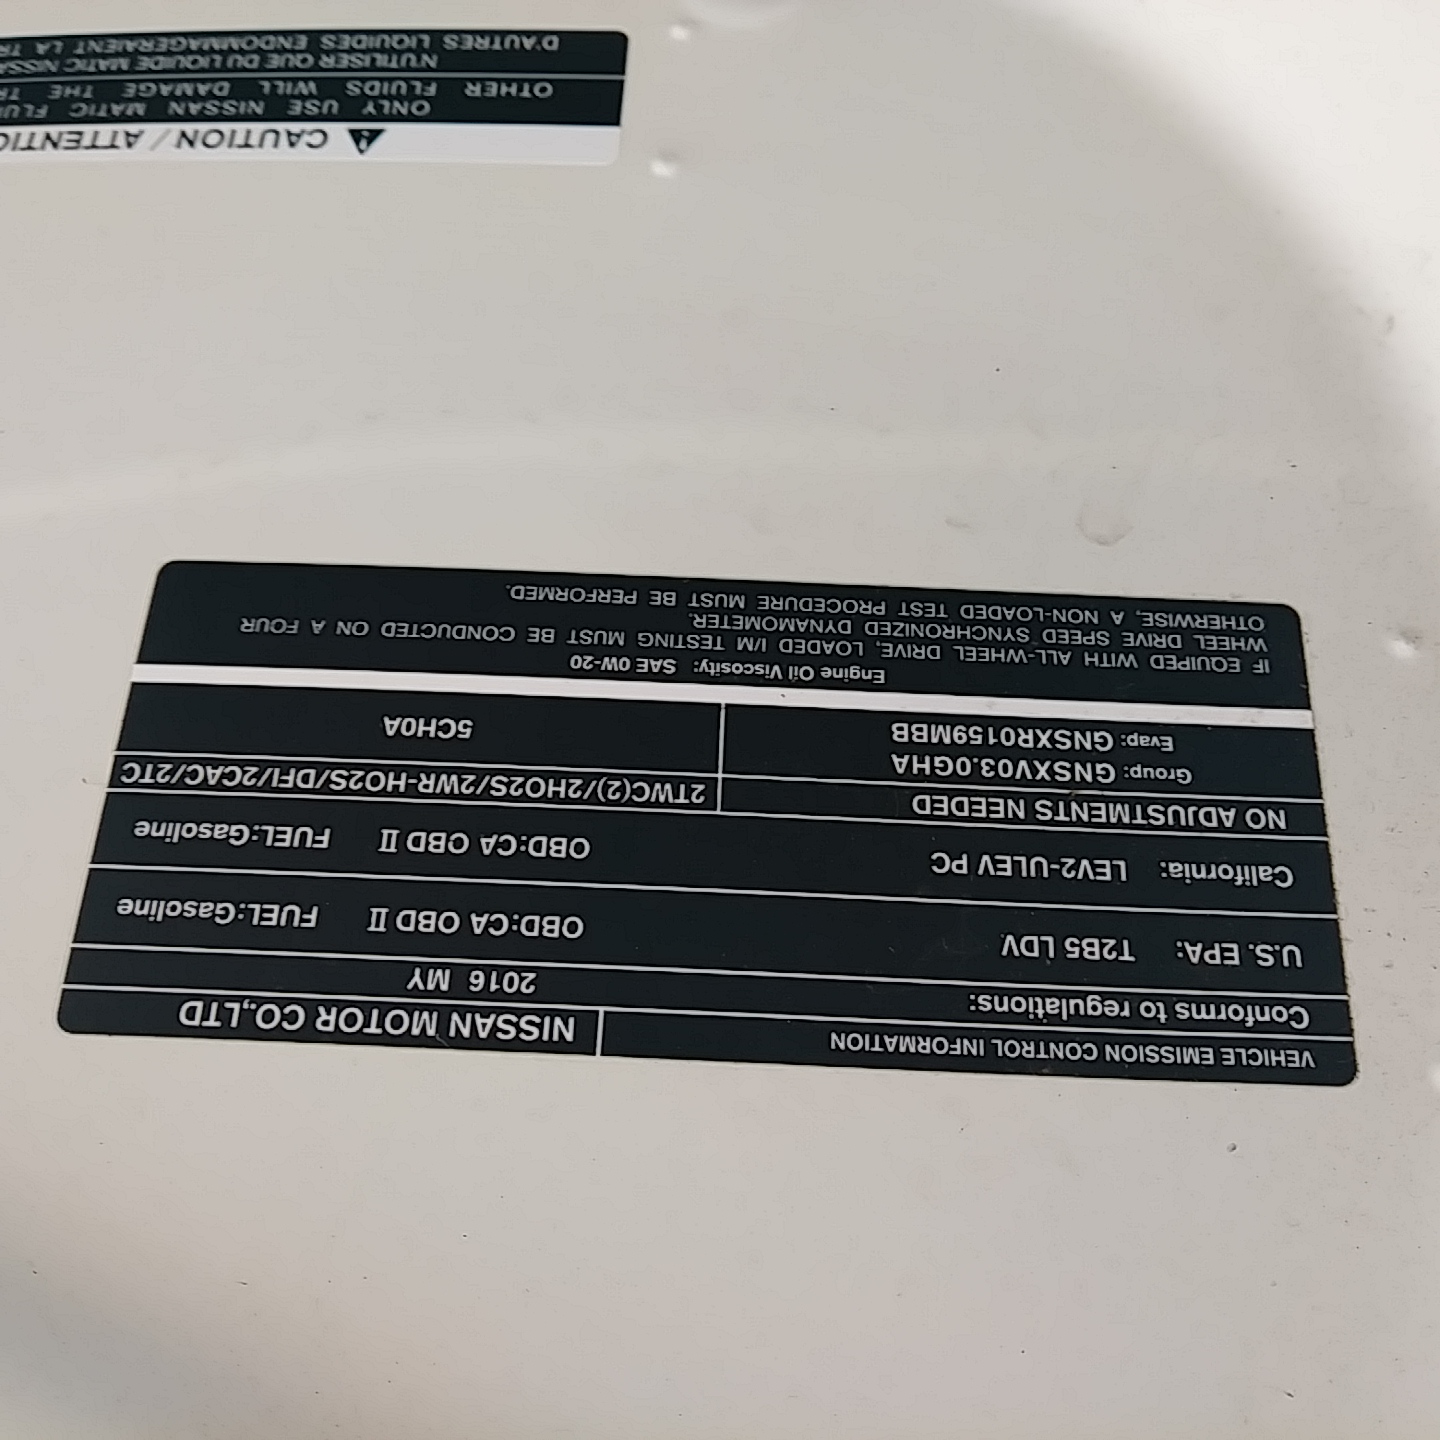 VEHICLE EMISSION CONTROL INFORMATION NISSAN MOTOR CO.,LTD
Conforms to regulations: 2016 MY
U.S. EPA: T2B5 LDV OBD:CA OBD II FUEL:Gasoline
California: LEV2-ULEV PC OBD:CA OBD II FUEL:Gasoline
NO ADJUSTMENTS NEEDED 2TWC(2)/2HO2S/2WR-HO2S/DFI/2CAC/2TC
Group: GNSXV03.0GHA
Evap: GNSXR0159MBB 5CH0A
Engine Oil Viscosity: SAE 0W-20
IF EQUIPED WITH ALL-WHEEL DRIVE, LOADED I/M TESTING MUST BE CONDUCTED ON A FOUR
WHEEL DRIVE SPEED SYNCHRONIZED DYNAMOMETER.
OTHERWISE, A NON-LOADED TEST PROCEDURE MUST BE PERFORMED.
CAUTION / ATTENTIO
ONLY USE NISSAN MATIC FLUI
OTHER FLUIDS WILL DAMAGE THE TR
N'UTILISER QUE DU LIQUIDE MATIC NISSA
D'AUTRES LIQUIDES ENDOMMAGERAIENT LA TR